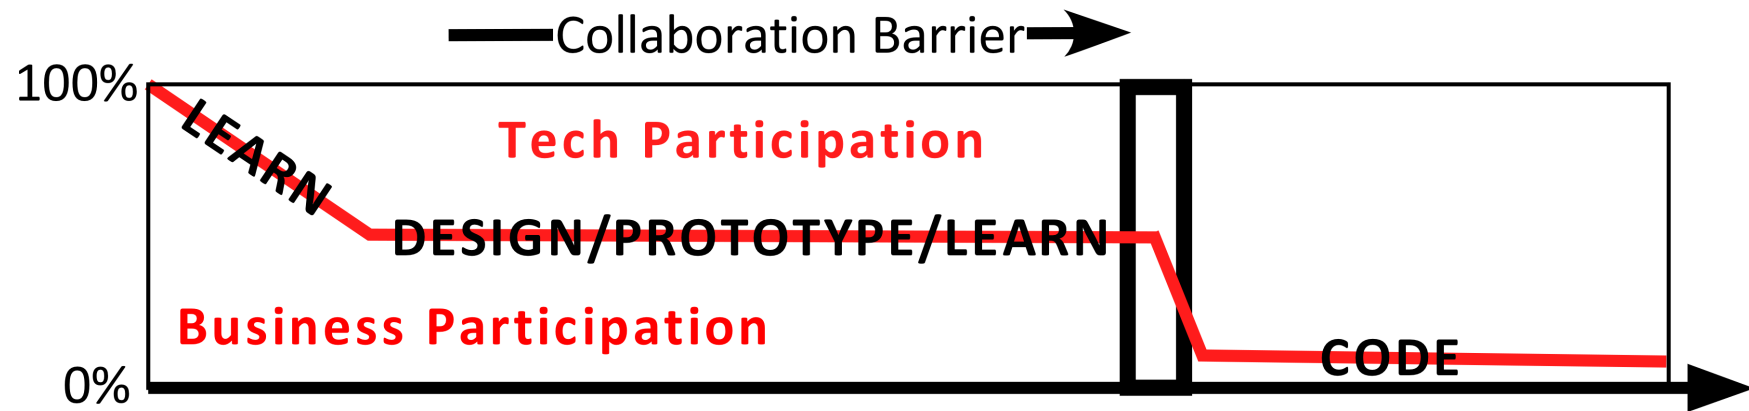 Collaboration Barrier
100%
LEARN
Tech Participation
DESIGN/PROTOTYPE/LEARN
Business Participation
CODE
0%